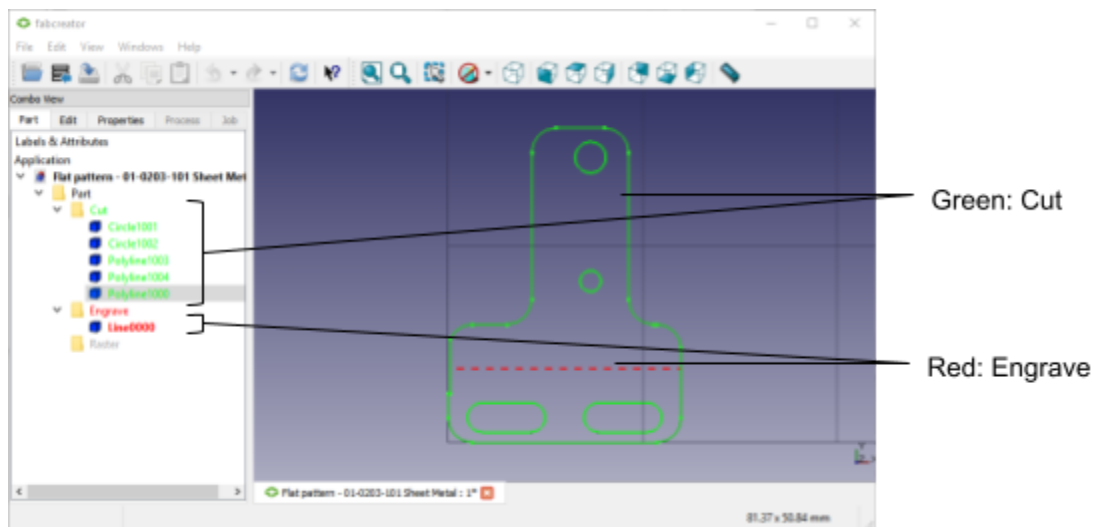 fabcreator
File Edit View Windows Help
Combo View
Part Edit Properties Process Job
Labels & Attributes
Application
Flat pattern - 01-0203-101 Sheet Met
Part
Cut
Circle1001
Circle1002
Polyline1003
Polyline1004
Polyline1000
Engrave
Line0000
Raster
Green: Cut
Red: Engrave
Flat pattern - 01-0203-101 Sheet Metal : 1*
81.37 x 50.84 mm